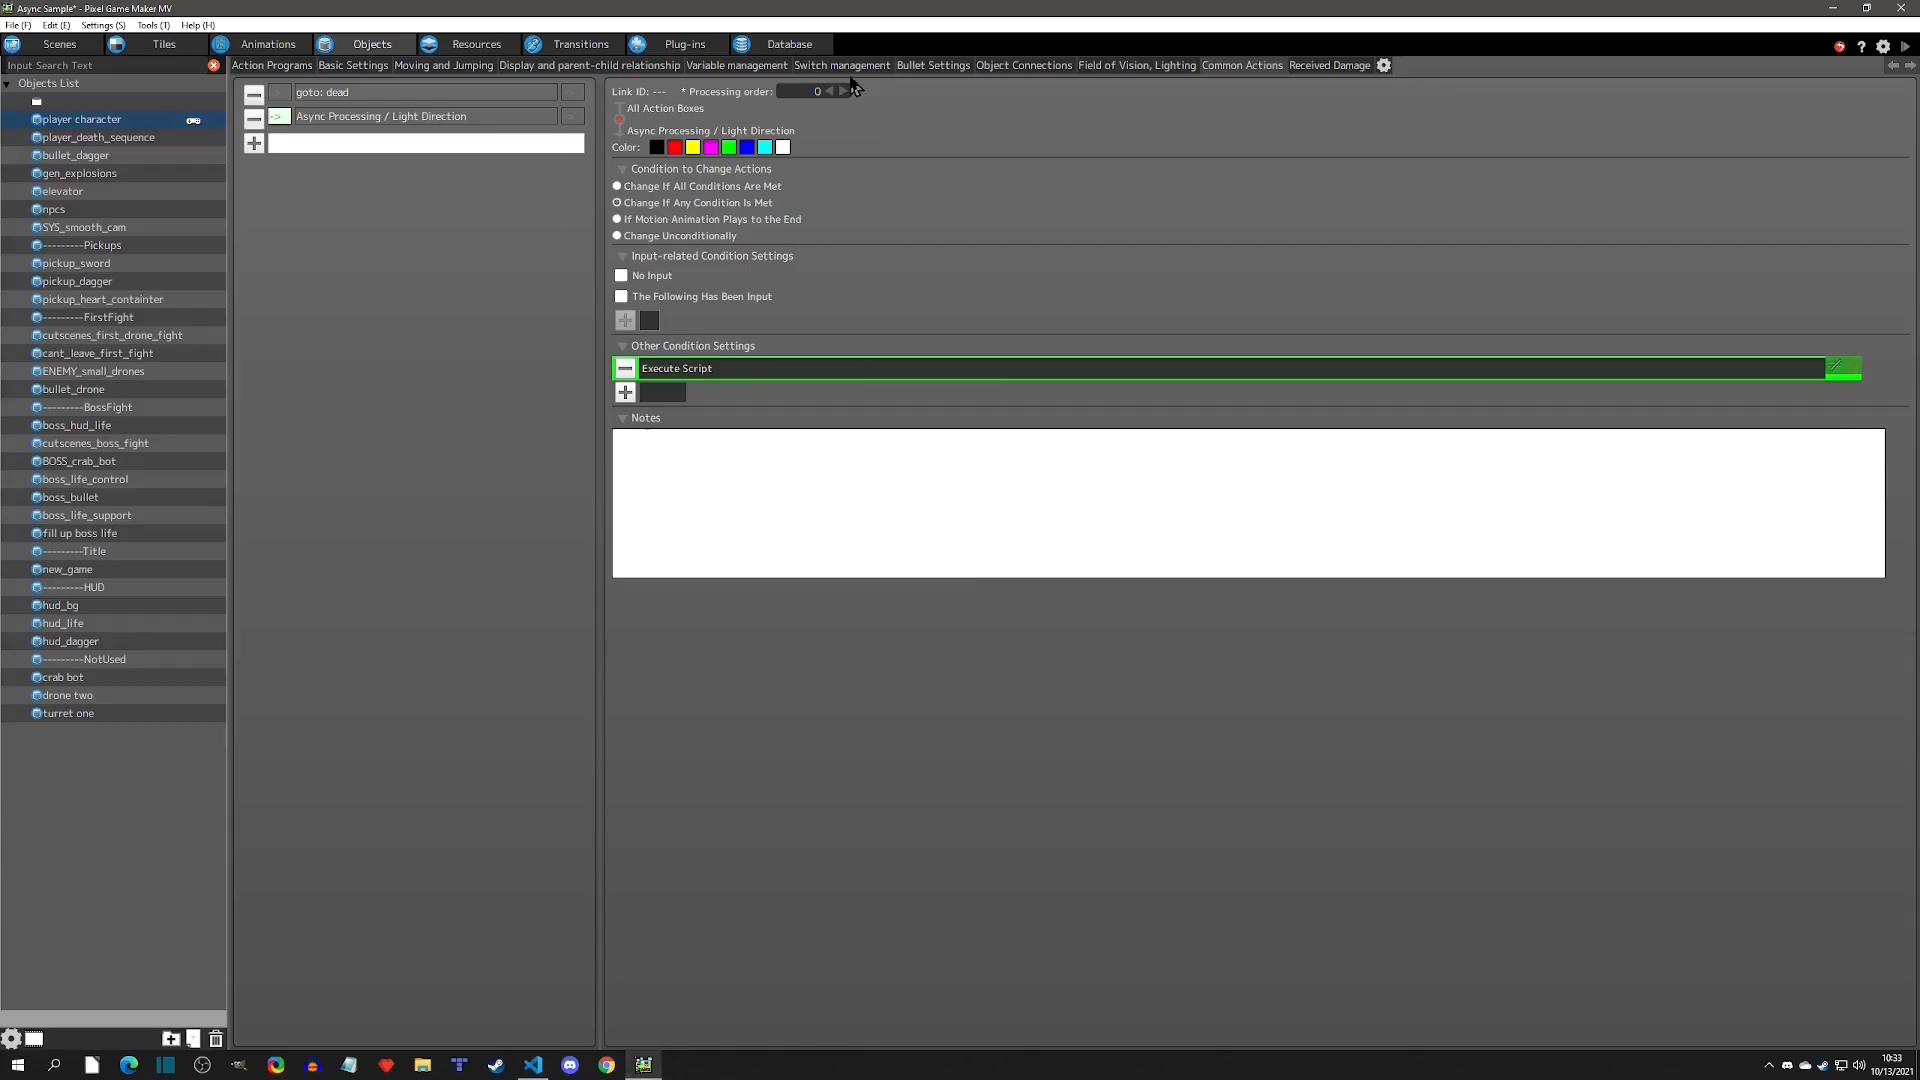 Async Sample* - Pixel Game Maker MV
File (F) Edit (E) Settings (S) Tools (T) Help (H)
Scenes Tiles Animations Objects Resources Transitions Plug-ins Database
Input Search Text
Action Programs Basic Settings Moving and Jumping Display and parent-child relationship Variable management Switch management Bullet Settings Object Connections Field of Vision, Lighting Common Actions Received Damage
Objects List
player character
player_death_sequence
bullet_dagger
gen_explosions
elevator
npcs
SYS_smooth_cam
---------Pickups
pickup_sword
pickup_dagger
pickup_heart_containter
---------FirstFight
cutscenes_first_drone_fight
cant_leave_first_fight
ENEMY_small_drones
bullet_drone
---------BossFight
boss_hud_life
cutscenes_boss_fight
BOSS_crab_bot
boss_life_control
boss_bullet
boss_life_support
fill up boss life
---------Title
new_game
---------HUD
hud_bg
hud_life
hud_dagger
---------NotUsed
crab bot
drone two
turret one
goto: dead
-> Async Processing / Light Direction
Link ID: --- * Processing order: 0
All Action Boxes
Async Processing / Light Direction
Color:
Condition to Change Actions
Change If All Conditions Are Met
Change If Any Condition Is Met
If Motion Animation Plays to the End
Change Unconditionally
Input-related Condition Settings
No Input
The Following Has Been Input
Other Condition Settings
Execute Script
Notes
10:33
10/13/2021